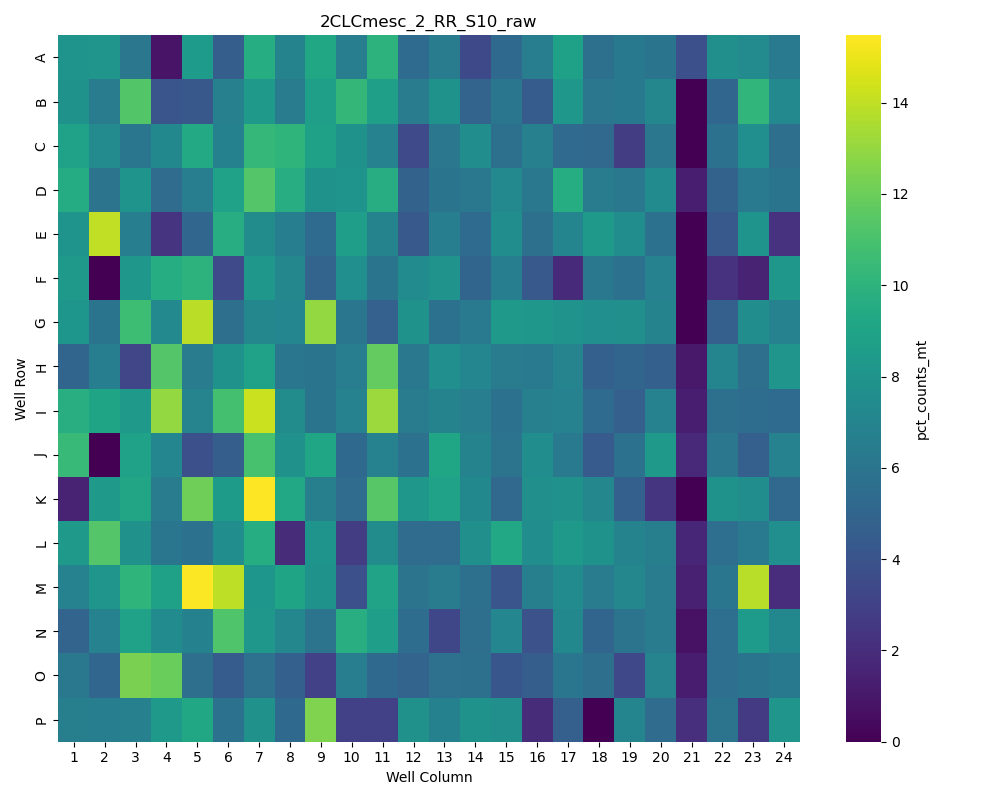 2CLCmesc_2_RR_S10_raw
A
B
C
D
E
F
G
H
I
J
K
L
M
N
O
P
Well Row
1 2 3 4 5 6 7 8 9 10 11 12 13 14 15 16 17 18 19 20 21 22 23 24
Well Column
14
12
10
8
6
4
2
0
pct_counts_mt